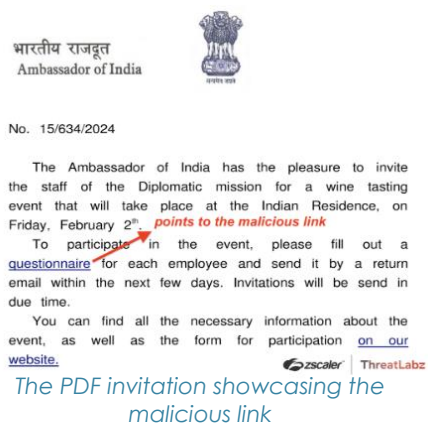 भारतीय राजदूत
Ambassador of India
No. 15/634/2024
The Ambassador of India has the pleasure to invite
the staff of the Diplomatic mission for a wine tasting
event that will take place at the Indian Residence, on
Friday, February 2th. points to the malicious link
To participate in the event, please fill out a
questionnaire for each employee and send it by a return
email within the next few days. Invitations will be send in
due time.
You can find all the necessary information about the
event, as well as the form for participation on our
website.
zscaler | ThreatLabz
The PDF invitation showcasing the
malicious link